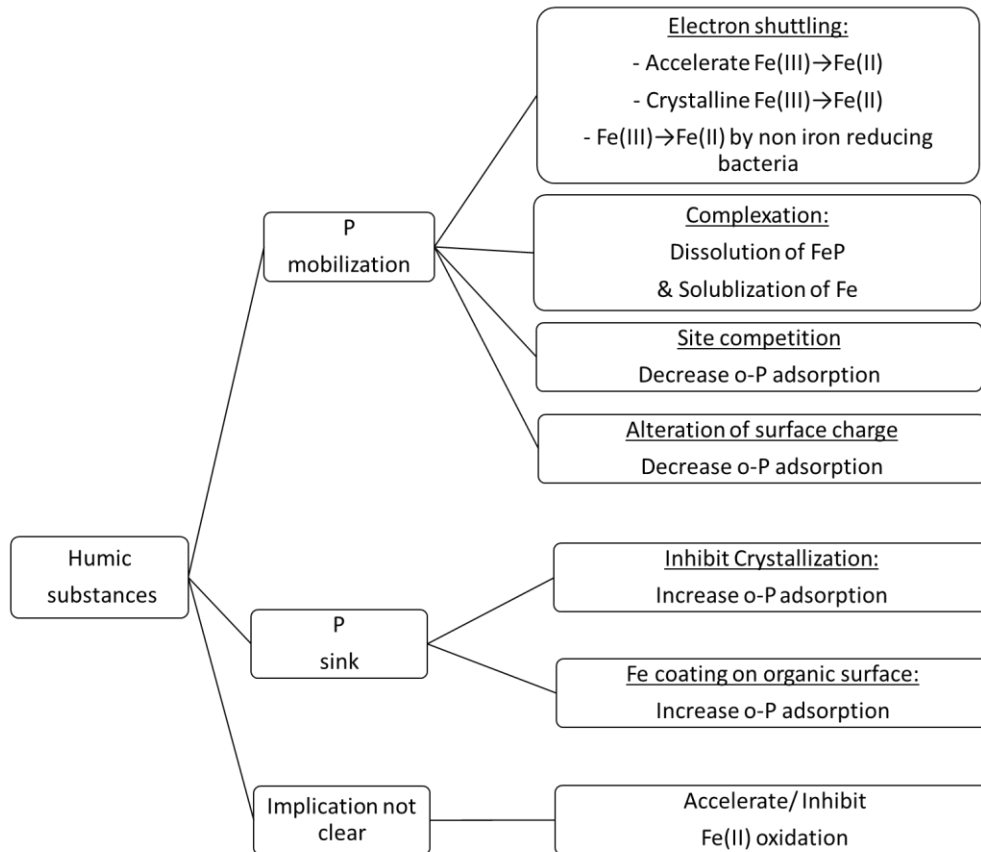 Electron shuttling:
- Accelerate Fe(III)→Fe(II)
- Crystalline Fe(III)→Fe(II)
- Fe(III)→Fe(II) by non iron reducing
bacteria
P
mobilization
Complexation:
Dissolution of FeP
& Solublization of Fe
Site competition
Decrease o-P adsorption
Alteration of surface charge
Decrease o-P adsorption
Humic
substances
Inhibit Crystallization:
Increase o-P adsorption
P
sink
Fe coating on organic surface:
Increase o-P adsorption
Implication not
clear
Accelerate/ Inhibit
Fe(II) oxidation